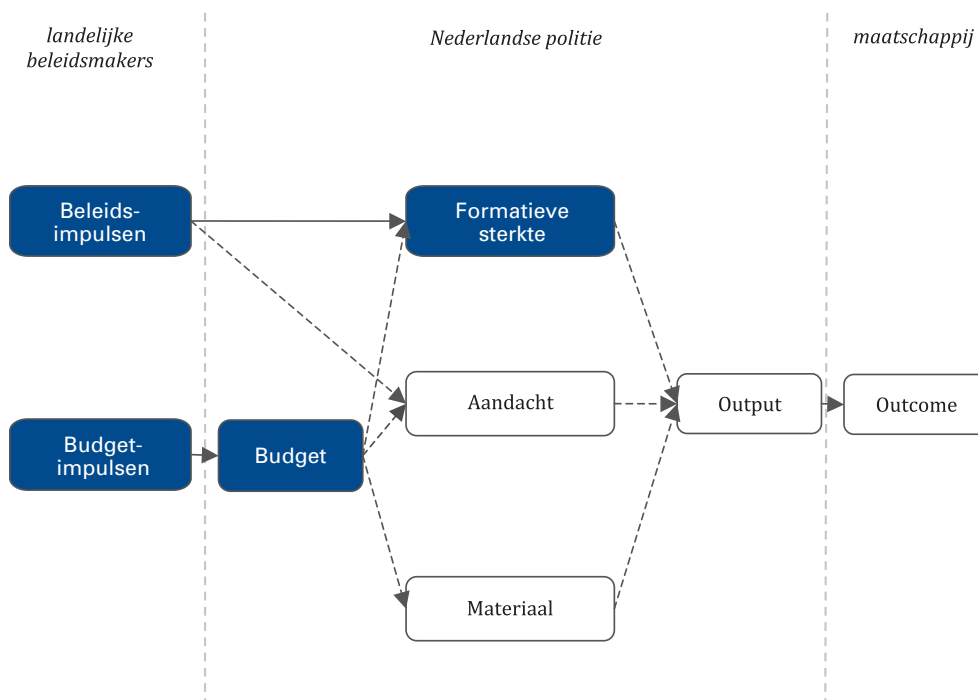 landelijke
beleidsmakers
Nederlandse politie
maatschappij
Beleids-
impulsen
Formatieve
sterkte
Aandacht
Output
Outcome
Budget-
impulsen
Budget
Materiaal